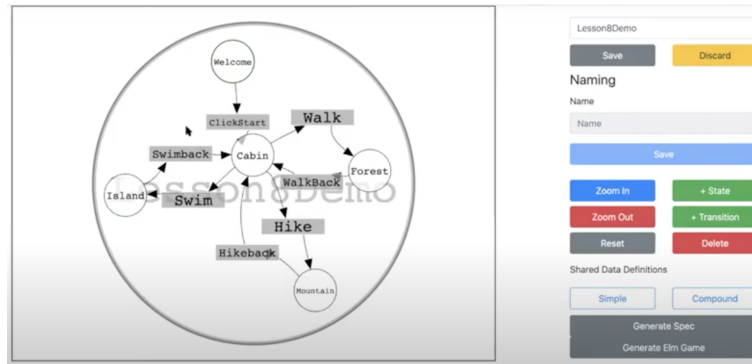 Welcome
ClickStart
Walk
Swimback
Cabin
Forest
WalkBack
Island
Lesson8Demo
Swim
Hike
Hikeback
Mountain
Lesson8Demo
Save Discard
Naming
Name
Name
Save
Zoom In + State
Zoom Out + Transition
Reset Delete
Shared Data Definitions
Simple Compound
Generate Spec
Generate Elm Game